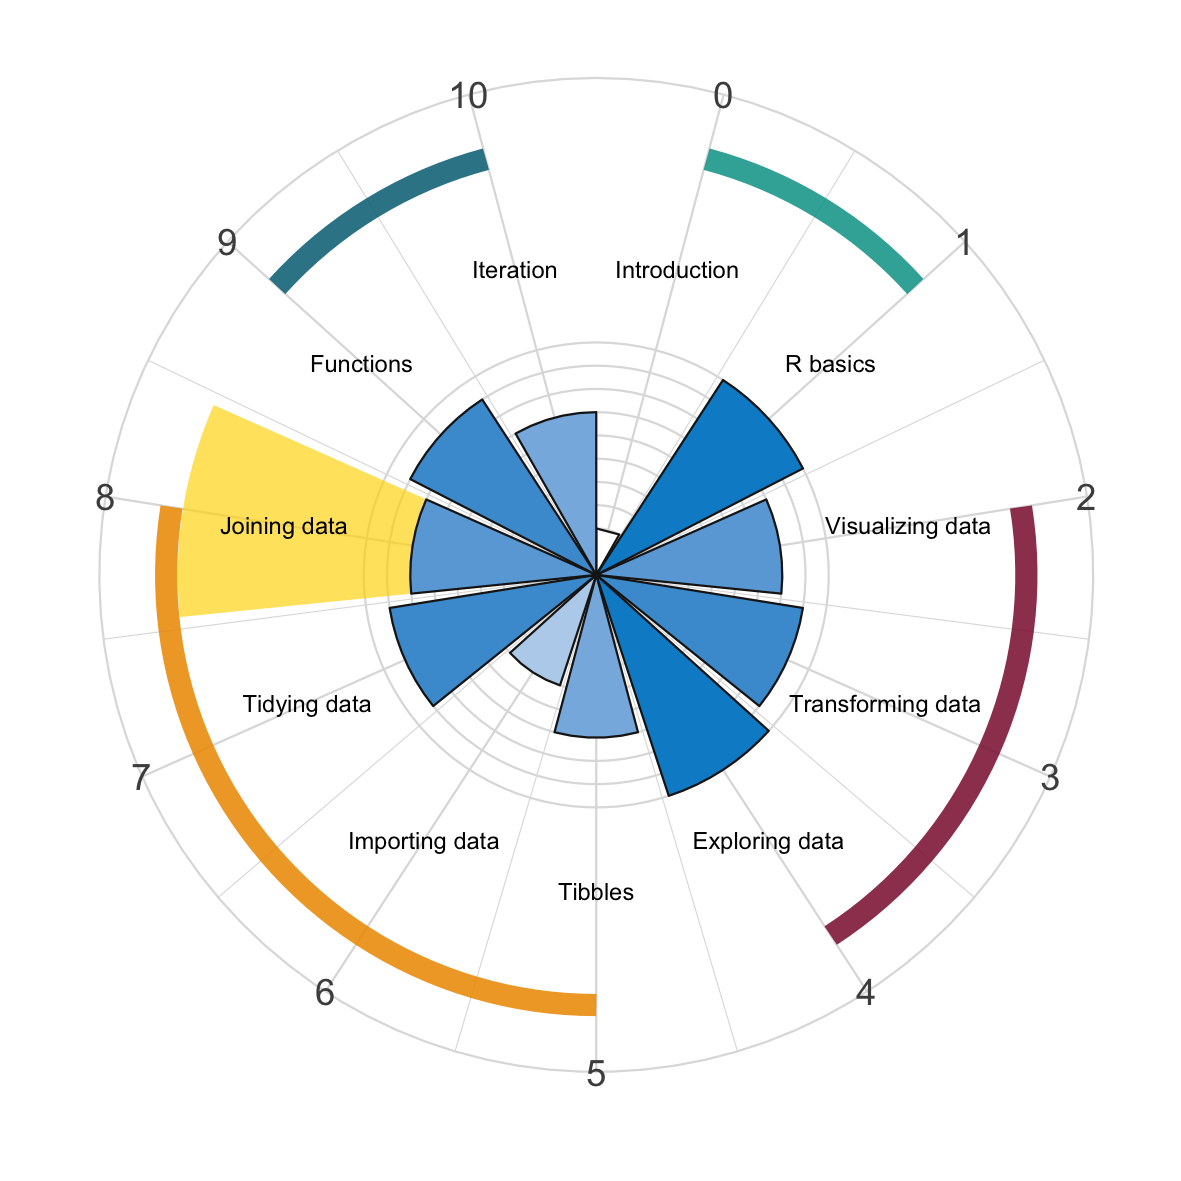 10
0
9
1
Iteration
Introduction
Functions
R basics
8
2
Joining data
Visualizing data
Tidying data
Transforming data
7
3
Importing data
Exploring data
Tibbles
6
4
5